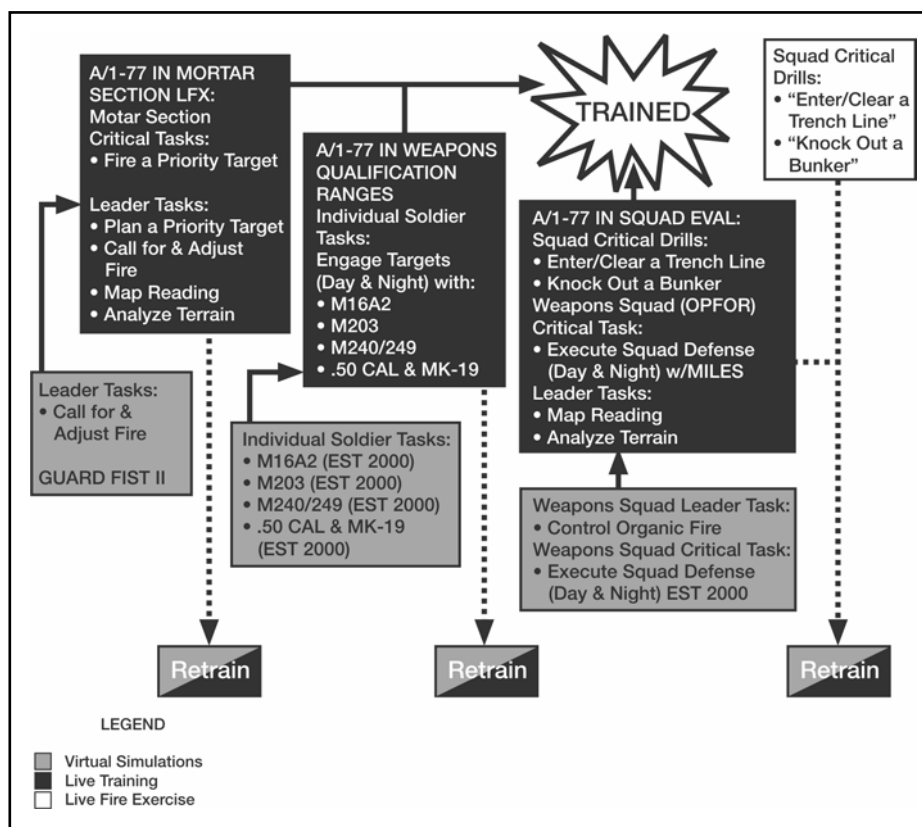 A/1-77 IN MORTAR
SECTION LFX:
Motar Section
Critical Tasks:
• Fire a Priority Target
Leader Tasks:
• Plan a Priority Target
• Call for & Adjust
Fire
• Map Reading
• Analyze Terrain
Leader Tasks:
• Call for &
Adjust Fire
GUARD FIST II
A/1-77 IN WEAPONS
QUALIFICATION
RANGES
Individual Soldier
Tasks:
Engage Targets
(Day & Night) with:
• M16A2
• M203
• M240/249
• .50 CAL & MK-19
Individual Soldier Tasks:
• M16A2 (EST 2000)
• M203 (EST 2000)
• M240/249 (EST 2000)
• .50 CAL & MK-19
(EST 2000)
TRAINED
A/1-77 IN SQUAD EVAL:
Squad Critical Drills:
• Enter/Clear a Trench Line
• Knock Out a Bunker
Weapons Squad (OPFOR)
Critical Task:
• Execute Squad Defense
(Day & Night) w/MILES
Leader Tasks:
• Map Reading
• Analyze Terrain
Weapons Squad Leader Task:
• Control Organic Fire
Weapons Squad Critical Task:
• Execute Squad Defense
(Day & Night) EST 2000
Squad Critical
Drills:
• “Enter/Clear a
Trench Line”
• “Knock Out a
Bunker”
Retrain
Retrain
Retrain
LEGEND
Virtual Simulations
Live Training
Live Fire Exercise